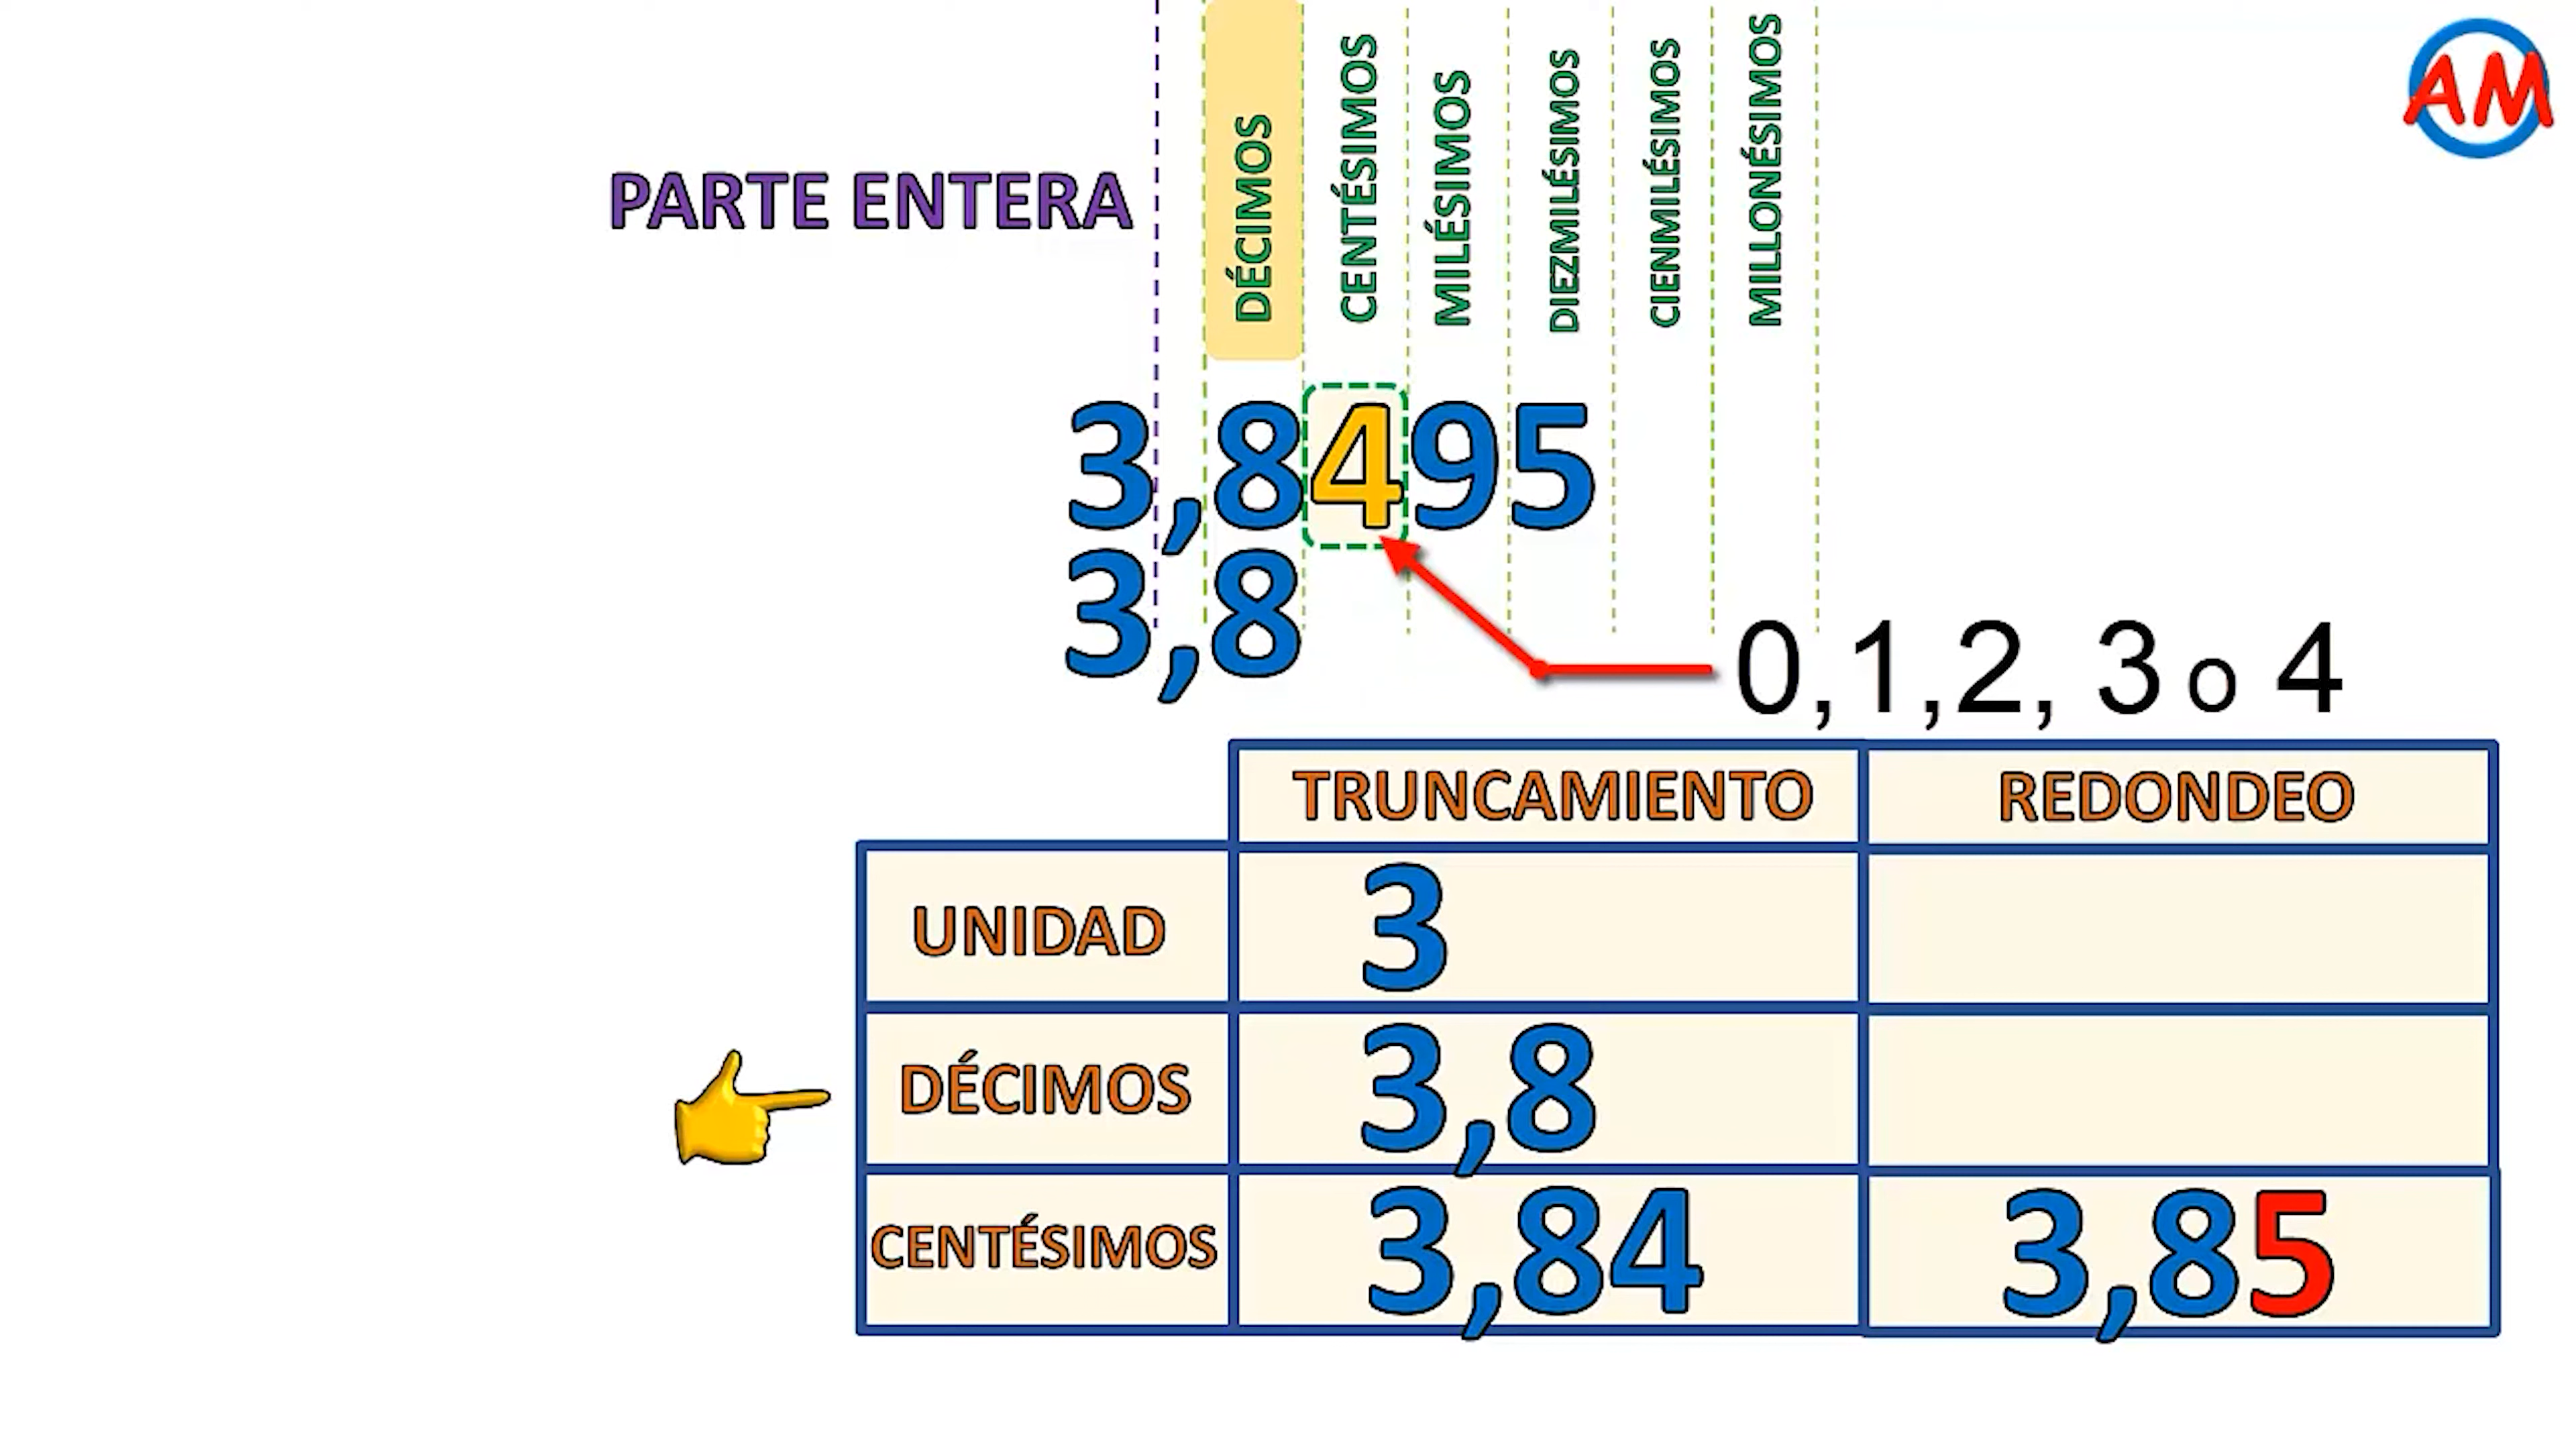 AM
PARTE ENTERA
DÉCIMOS
CENTÉSIMOS
MILÉSIMOS
DIEZMILÉSIMOS
CIENMILÉSIMOS
MILLONÉSIMOS
3,8495
3,8
0,1,2, 3 o 4
TRUNCAMIENTO REDONDEO
UNIDAD 3
DÉCIMOS 3,8
CENTÉSIMOS 3,84 3,85